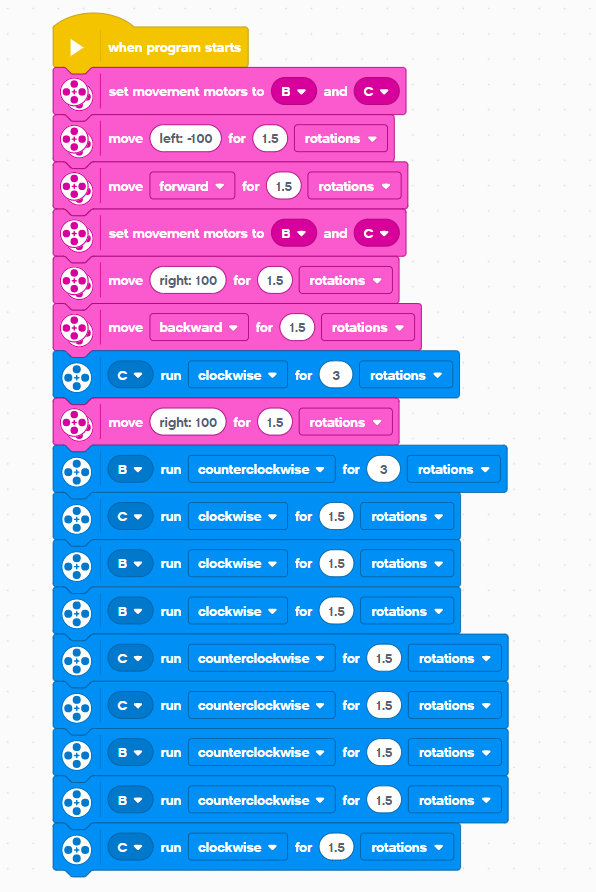 when program starts
set movement motors to B and C
move left: -100 for 1.5 rotations
move forward for 1.5 rotations
set movement motors to B and C
move right: 100 for 1.5 rotations
move backward for 1.5 rotations
C run clockwise for 3 rotations
move right: 100 for 1.5 rotations
B run counterclockwise for 3 rotations
C run clockwise for 1.5 rotations
B run clockwise for 1.5 rotations
B run clockwise for 1.5 rotations
C run counterclockwise for 1.5 rotations
C run counterclockwise for 1.5 rotations
B run counterclockwise for 1.5 rotations
B run counterclockwise for 1.5 rotations
C run clockwise for 1.5 rotations